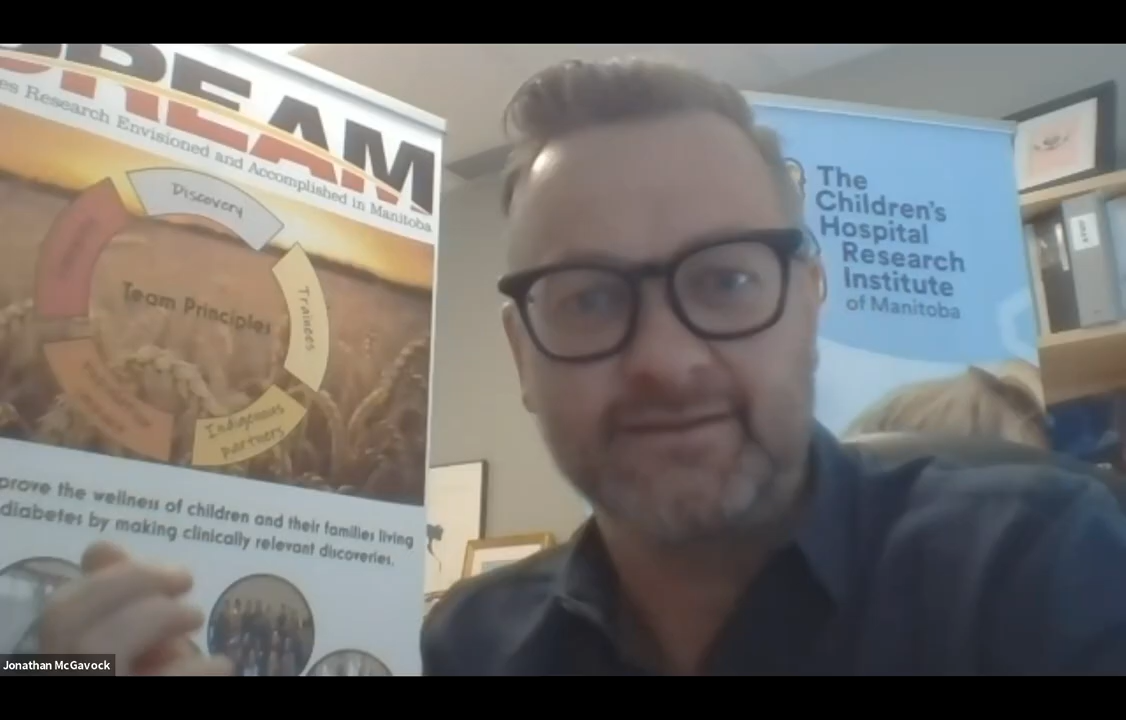 DREAM
es Research Envisioned and Accomplished in Manitoba
Discovery
Team Principles
Trainees
Indigenous
partners
prove the wellness of children and their families living
diabetes by making clinically relevant discoveries.
The
Children's
Hospital
Research
Institute
of Manitoba
Jonathan McGavock